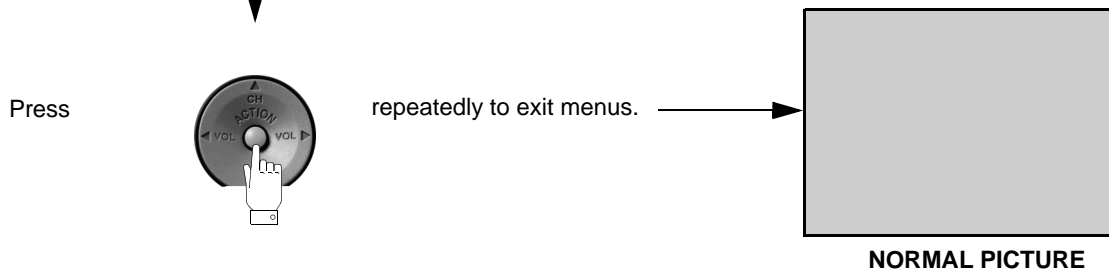 Press
CH
ACTION
VOL VOL
repeatedly to exit menus.
NORMAL PICTURE